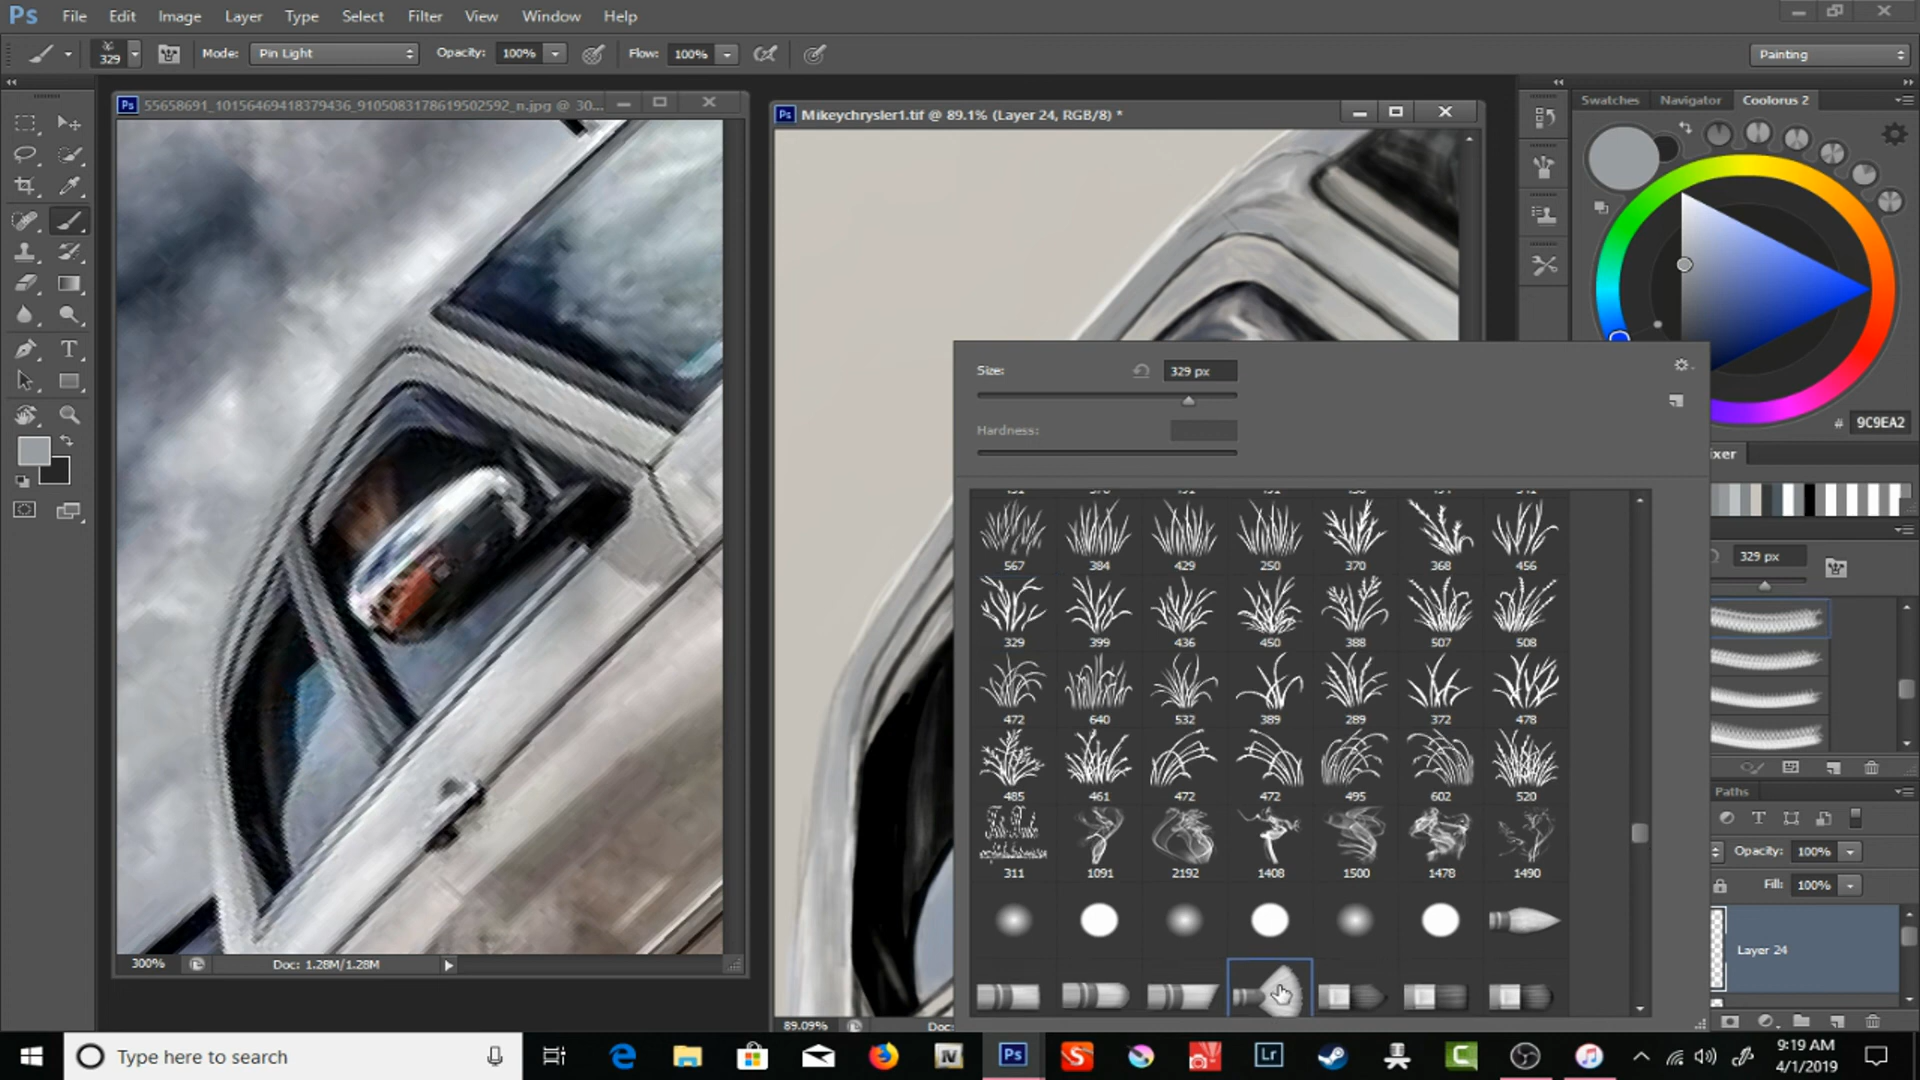 Ps File Edit Image Layer Type Select Filter View Window Help
329 Mode: Pin Light Opacity: 100% Flow: 100% Painting
55658691_10156469418379436_9105083178619502592_n.jpg @ 30...
Mikeychrysler1.tif @ 89.1% (Layer 24, RGB/8) *
Swatches Navigator Coolorus 2
# 9C9EA2
Size: 329 px
Hardness:
ixer
329 px
567 384 429 250 370 368 456
329 399 436 450 388 507 508
472 640 532 389 289 372 478
485 461 472 472 495 602 520
311 1091 2192 1408 1500 1478 1490
Paths
Opacity: 100%
Fill: 100%
Layer 24
300% Doc: 1.28M/1.28M
89.09% Doc:
Type here to search
Ps Lr
9:19 AM
4/1/2019